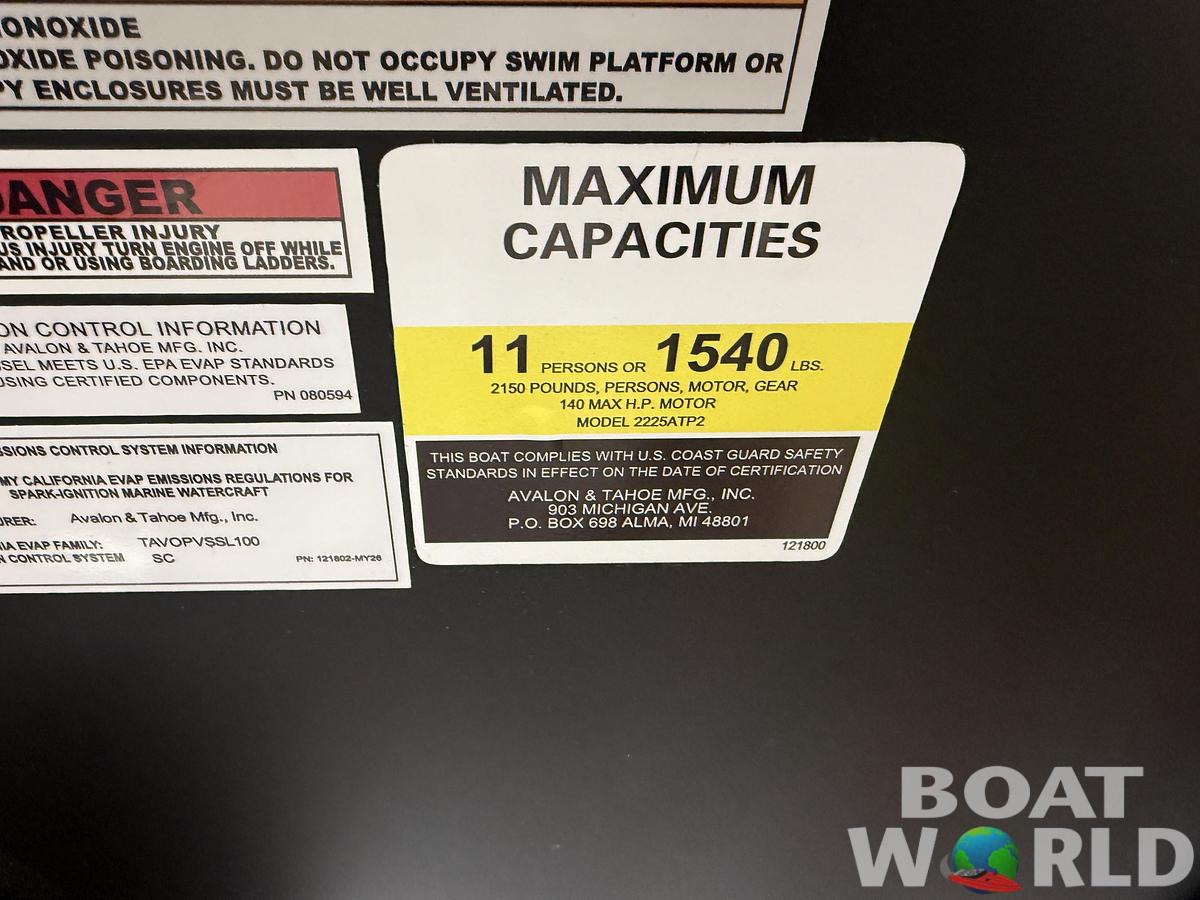 MONOXIDE
OXIDE POISONING. DO NOT OCCUPY SWIM PLATFORM OR
PY ENCLOSURES MUST BE WELL VENTILATED.
DANGER
ROPELLER INJURY
US INJURY TURN ENGINE OFF WHILE
AND OR USING BOARDING LADDERS.
ON CONTROL INFORMATION
AVALON & TAHOE MFG. INC.
SEL MEETS U.S. EPA EVAP STANDARDS
USING CERTIFIED COMPONENTS.
PN 080594
SSIONS CONTROL SYSTEM INFORMATION
MY CALIFORNIA EVAP EMISSIONS REGULATIONS FOR
SPARK-IGNITION MARINE WATERCRAFT
URER: Avalon & Tahoe Mfg., Inc.
IA EVAP FAMILY: TAVOPVSSL100
N CONTROL SYSTEM SC PN: 121802-MY26
MAXIMUM
CAPACITIES
11 PERSONS OR 1540 LBS.
2150 POUNDS, PERSONS, MOTOR, GEAR
140 MAX H.P. MOTOR
MODEL 2225ATP2
THIS BOAT COMPLIES WITH U.S. COAST GUARD SAFETY
STANDARDS IN EFFECT ON THE DATE OF CERTIFICATION
AVALON & TAHOE MFG., INC.
903 MICHIGAN AVE.
P.O. BOX 698 ALMA, MI 48801
121800
BOAT
WORLD